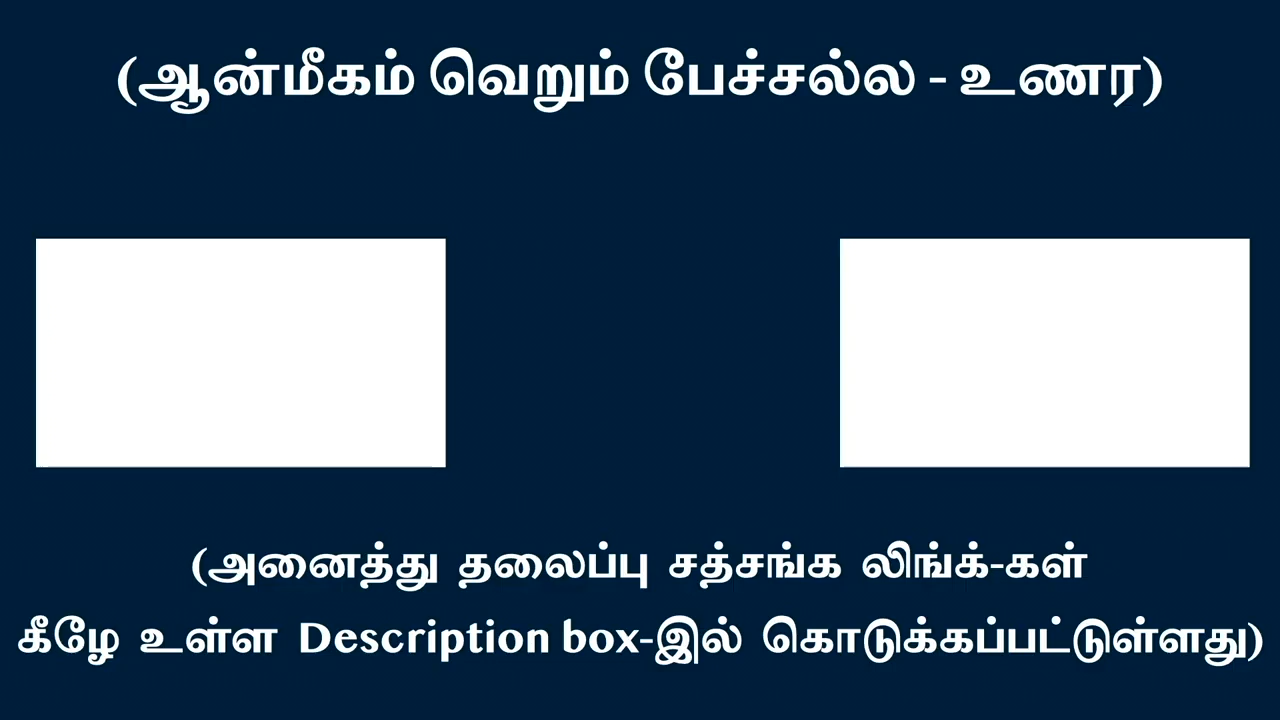 (ஆன்மீகம் வெறும் பேச்சல்ல - உணர)
(அனைத்து தலைப்பு சத்சங்க லிங்க்-கள்
கீழே உள்ள Description box-இல் கொடுக்கப்பட்டுள்ளது)